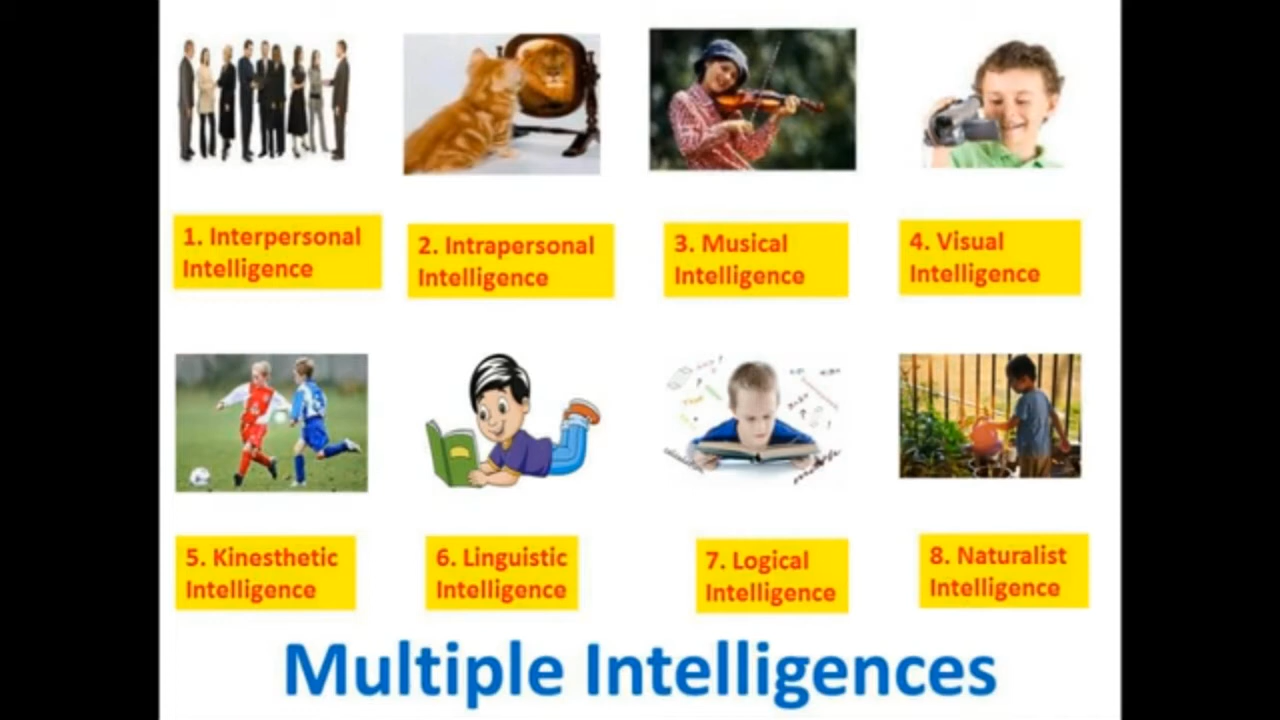 1. Interpersonal
Intelligence
2. Intrapersonal
Intelligence
3. Musical
Intelligence
4. Visual
Intelligence
5. Kinesthetic
Intelligence
6. Linguistic
Intelligence
7. Logical
Intelligence
8. Naturalist
Intelligence
Multiple Intelligences